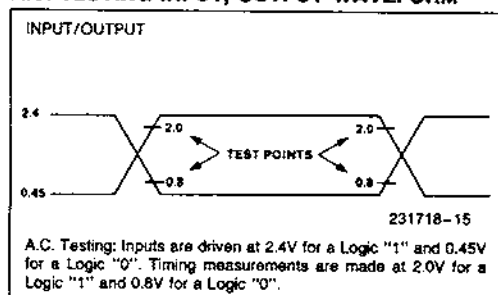 INPUT/OUTPUT
2.4
2.0
2.0
TEST POINTS
0.8
0.8
0.45
231718-15
A.C. Testing: Inputs are driven at 2.4V for a Logic "1" and 0.45V
for a Logic "0". Timing measurements are made at 2.0V for a
Logic "1" and 0.8V for a Logic "0".